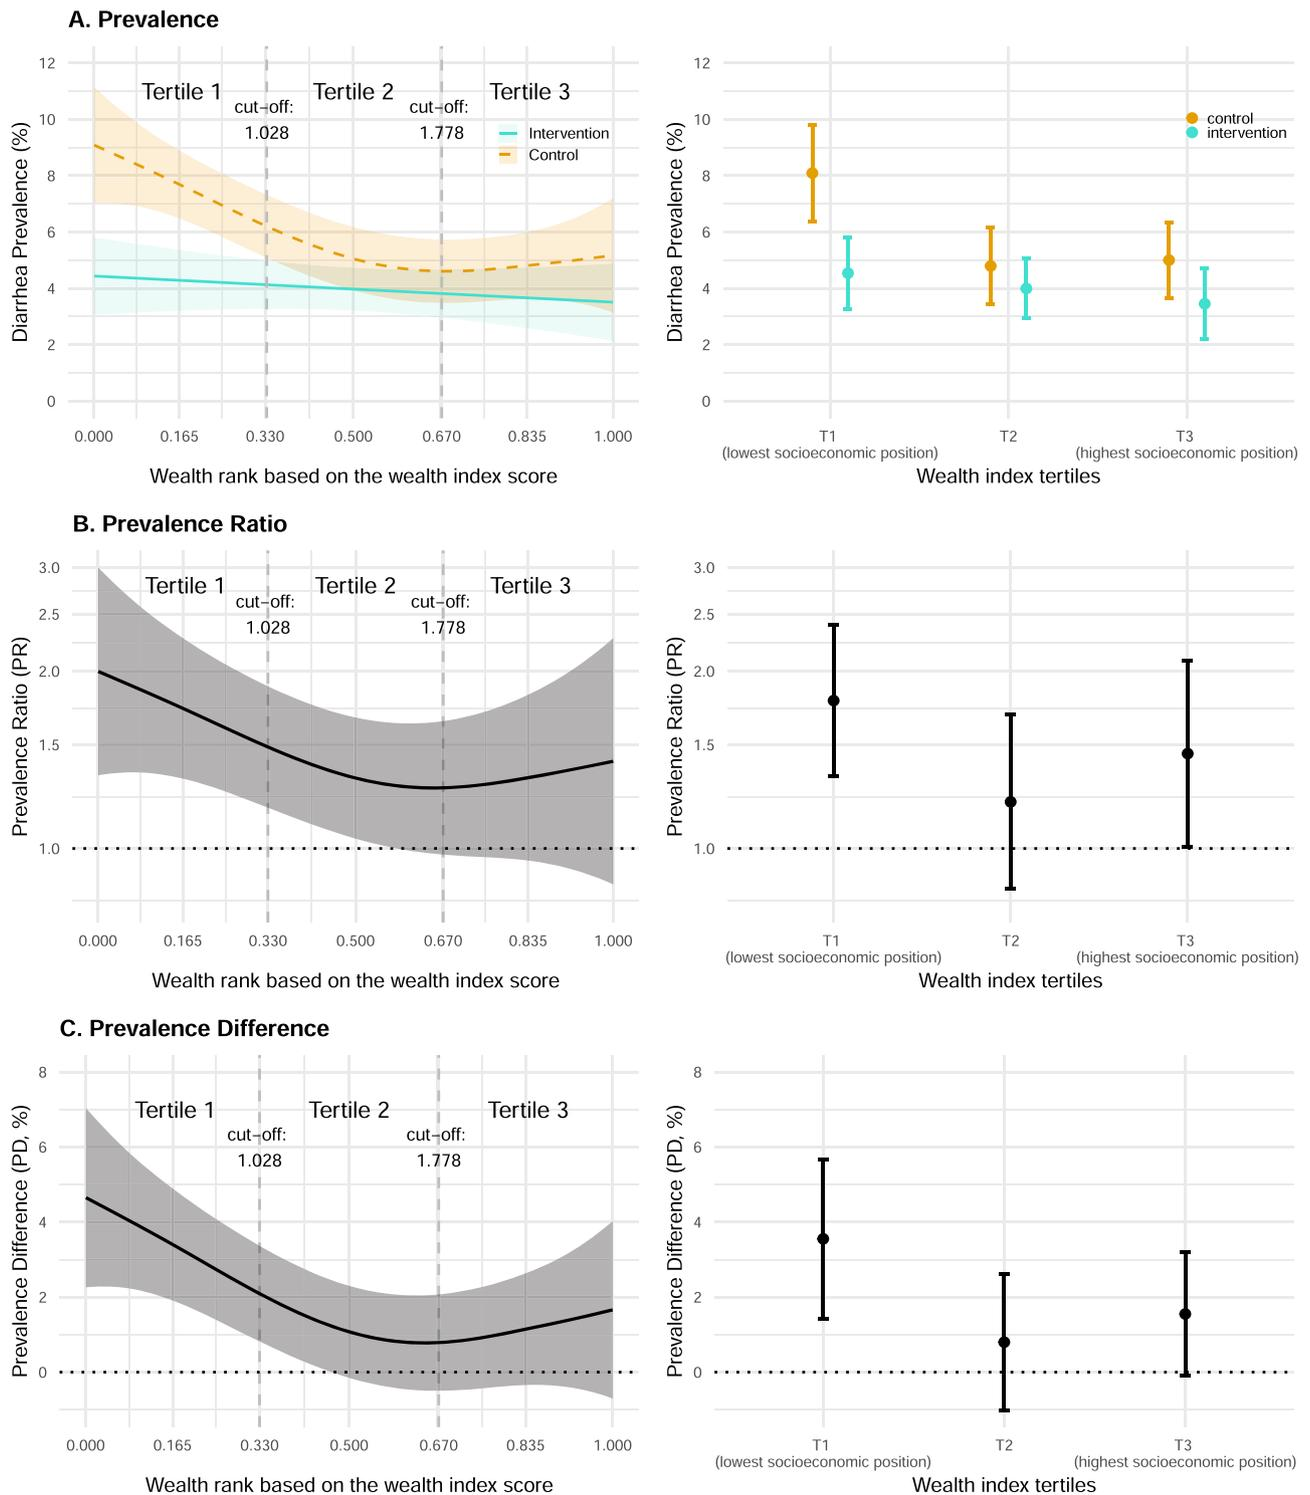 A. Prevalence
12
10
8
6
4
2
0
Diarrhea Prevalence (%)
Tertile 1
Tertile 2
Tertile 3
cut−off:
1.028
cut−off:
1.778
Intervention
Control
0.000
0.165
0.330
0.500
0.670
0.835
1.000
Wealth rank based on the wealth index score
12
10
8
6
4
2
0
Diarrhea Prevalence (%)
control
intervention
T1
(lowest socioeconomic position)
T2
T3
(highest socioeconomic position)
Wealth index tertiles
B. Prevalence Ratio
3.0
2.5
2.0
1.5
1.0
Prevalence Ratio (PR)
Tertile 1
Tertile 2
Tertile 3
cut−off:
1.028
cut−off:
1.778
0.000
0.165
0.330
0.500
0.670
0.835
1.000
Wealth rank based on the wealth index score
3.0
2.5
2.0
1.5
1.0
Prevalence Ratio (PR)
T1
(lowest socioeconomic position)
T2
T3
(highest socioeconomic position)
Wealth index tertiles
C. Prevalence Difference
8
6
4
2
0
Prevalence Difference (PD, %)
Tertile 1
Tertile 2
Tertile 3
cut−off:
1.028
cut−off:
1.778
0.000
0.165
0.330
0.500
0.670
0.835
1.000
Wealth rank based on the wealth index score
8
6
4
2
0
Prevalence Difference (PD, %)
T1
(lowest socioeconomic position)
T2
T3
(highest socioeconomic position)
Wealth index tertiles